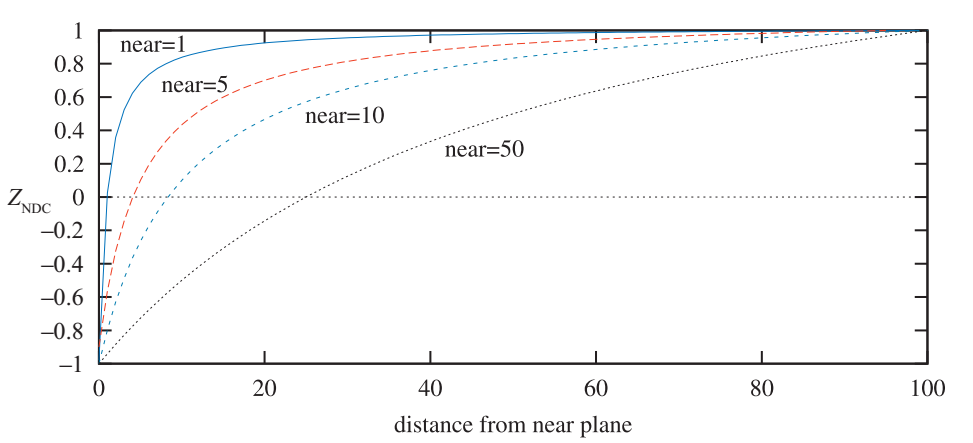 1
near=1
0.8
near=5
0.6
near=10
0.4
near=50
0.2
Z NDC 0
–0.2
–0.4
–0.6
–0.8
–1
0 20 40 60 80 100
distance from near plane